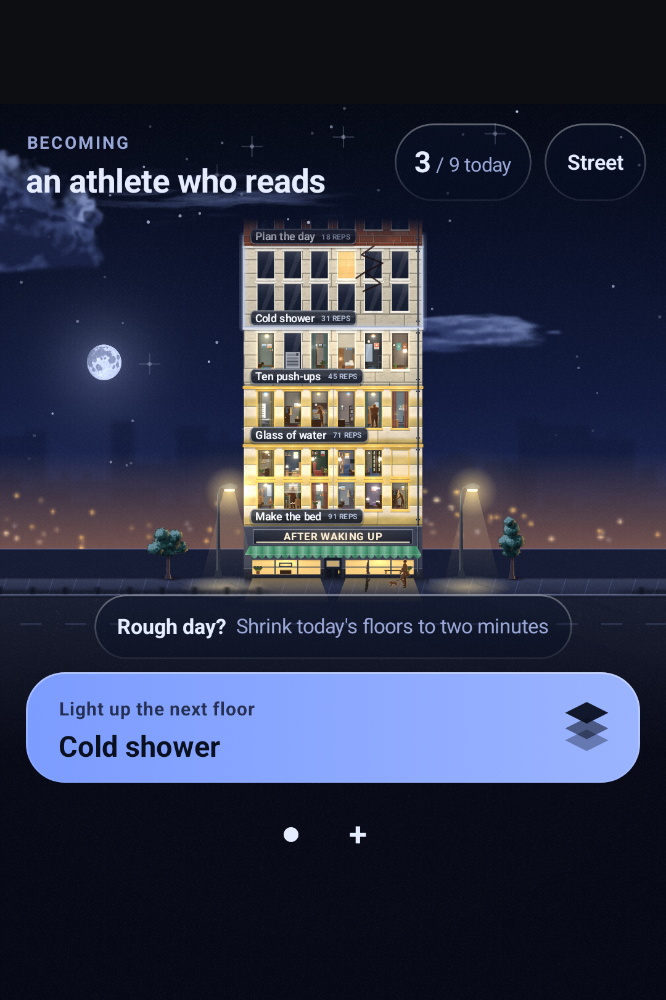 BECOMING
an athlete who reads
3 / 9 today
Street
Plan the day 18 REPS
Cold shower 31 REPS
Ten push-ups 45 REPS
Glass of water 71 REPS
Make the bed 91 REPS
AFTER WAKING UP
Rough day? Shrink today's floors to two minutes
Light up the next floor
Cold shower